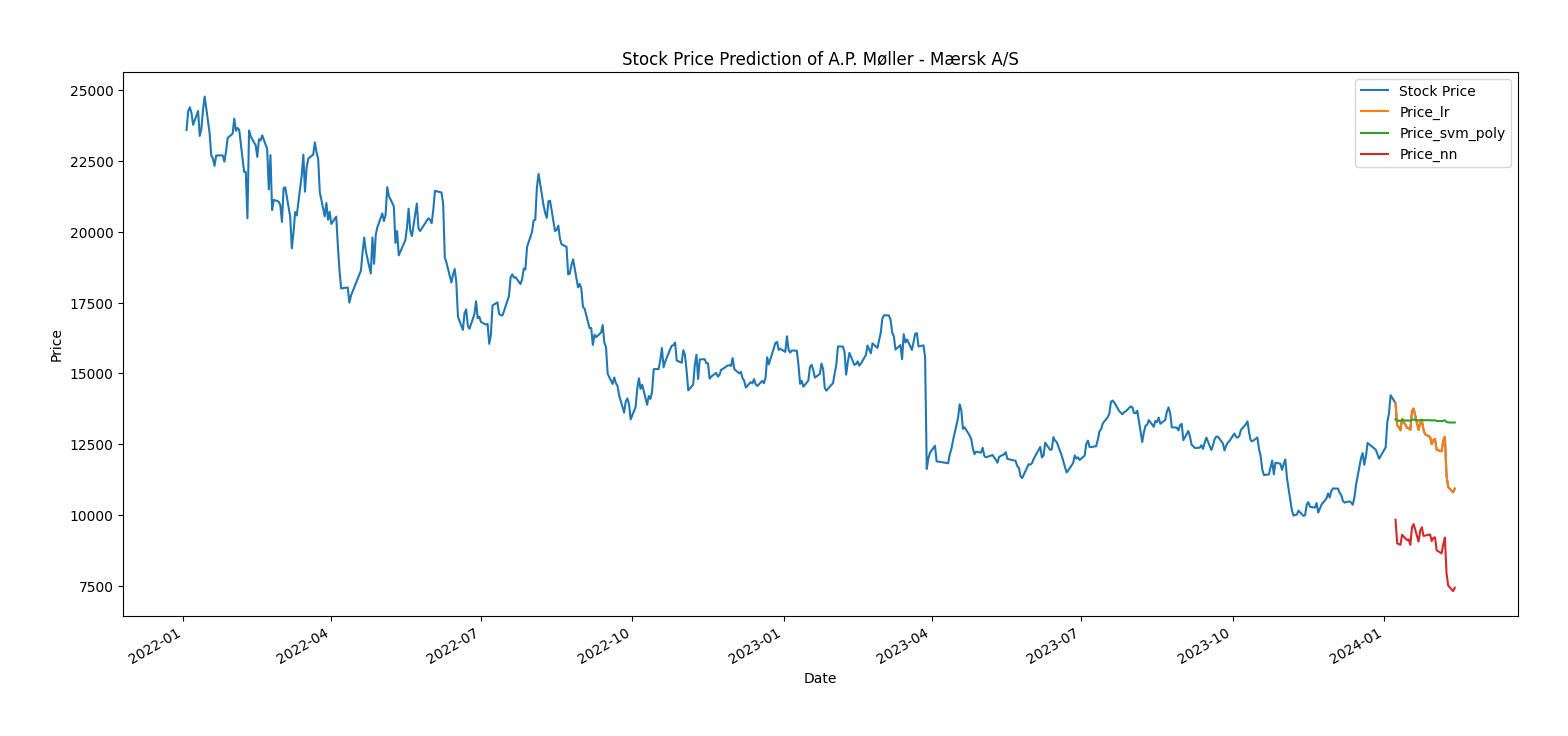 Stock Price Prediction of A.P. Møller - Mærsk A/S
Stock Price
Price_lr
Price_svm_poly
Price_nn
25000
22500
20000
17500
15000
12500
10000
7500
Price
2022-01
2022-04
2022-07
2022-10
2023-01
2023-04
2023-07
2023-10
2024-01
Date